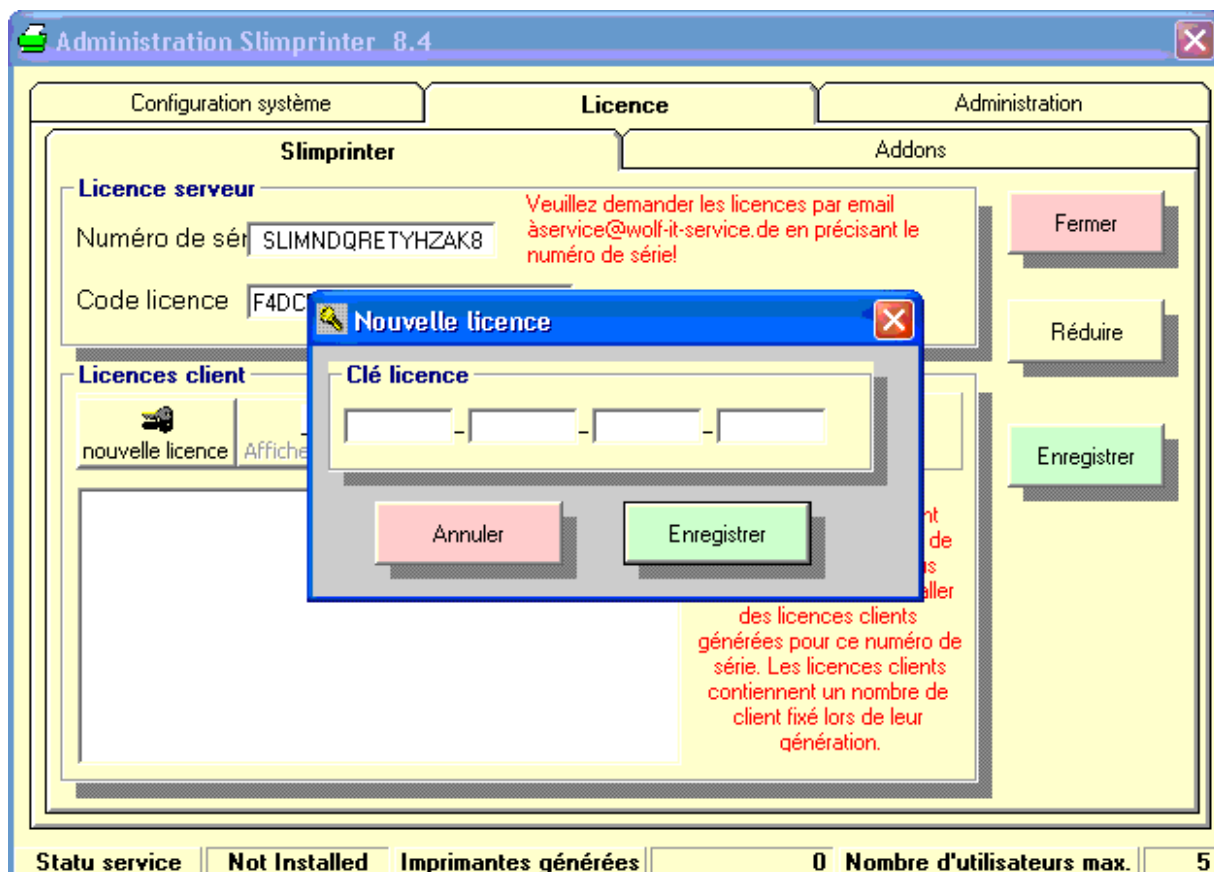 Administration Slimprinter 8.4
Configuration système
Licence
Administration
Slimprinter
Addons
Licence serveur
Numéro de sér
SLIMNDQRETYHZAK8
Veuillez demander les licences par email
àservice@wolf-it-service.de en précisant le
numéro de série!
Code licence
F4DC
Fermer
Réduire
Enregistrer
Licences client
nouvelle licence
Affiche
Nouvelle licence
Clé licence
- - -
Annuler
Enregistrer
de
aller
des licences clients
générées pour ce numéro de
série. Les licences clients
contiennent un nombre de
client fixé lors de leur
génération.
Statu service
Not Installed
Imprimantes générées
0
Nombre d'utilisateurs max.
5